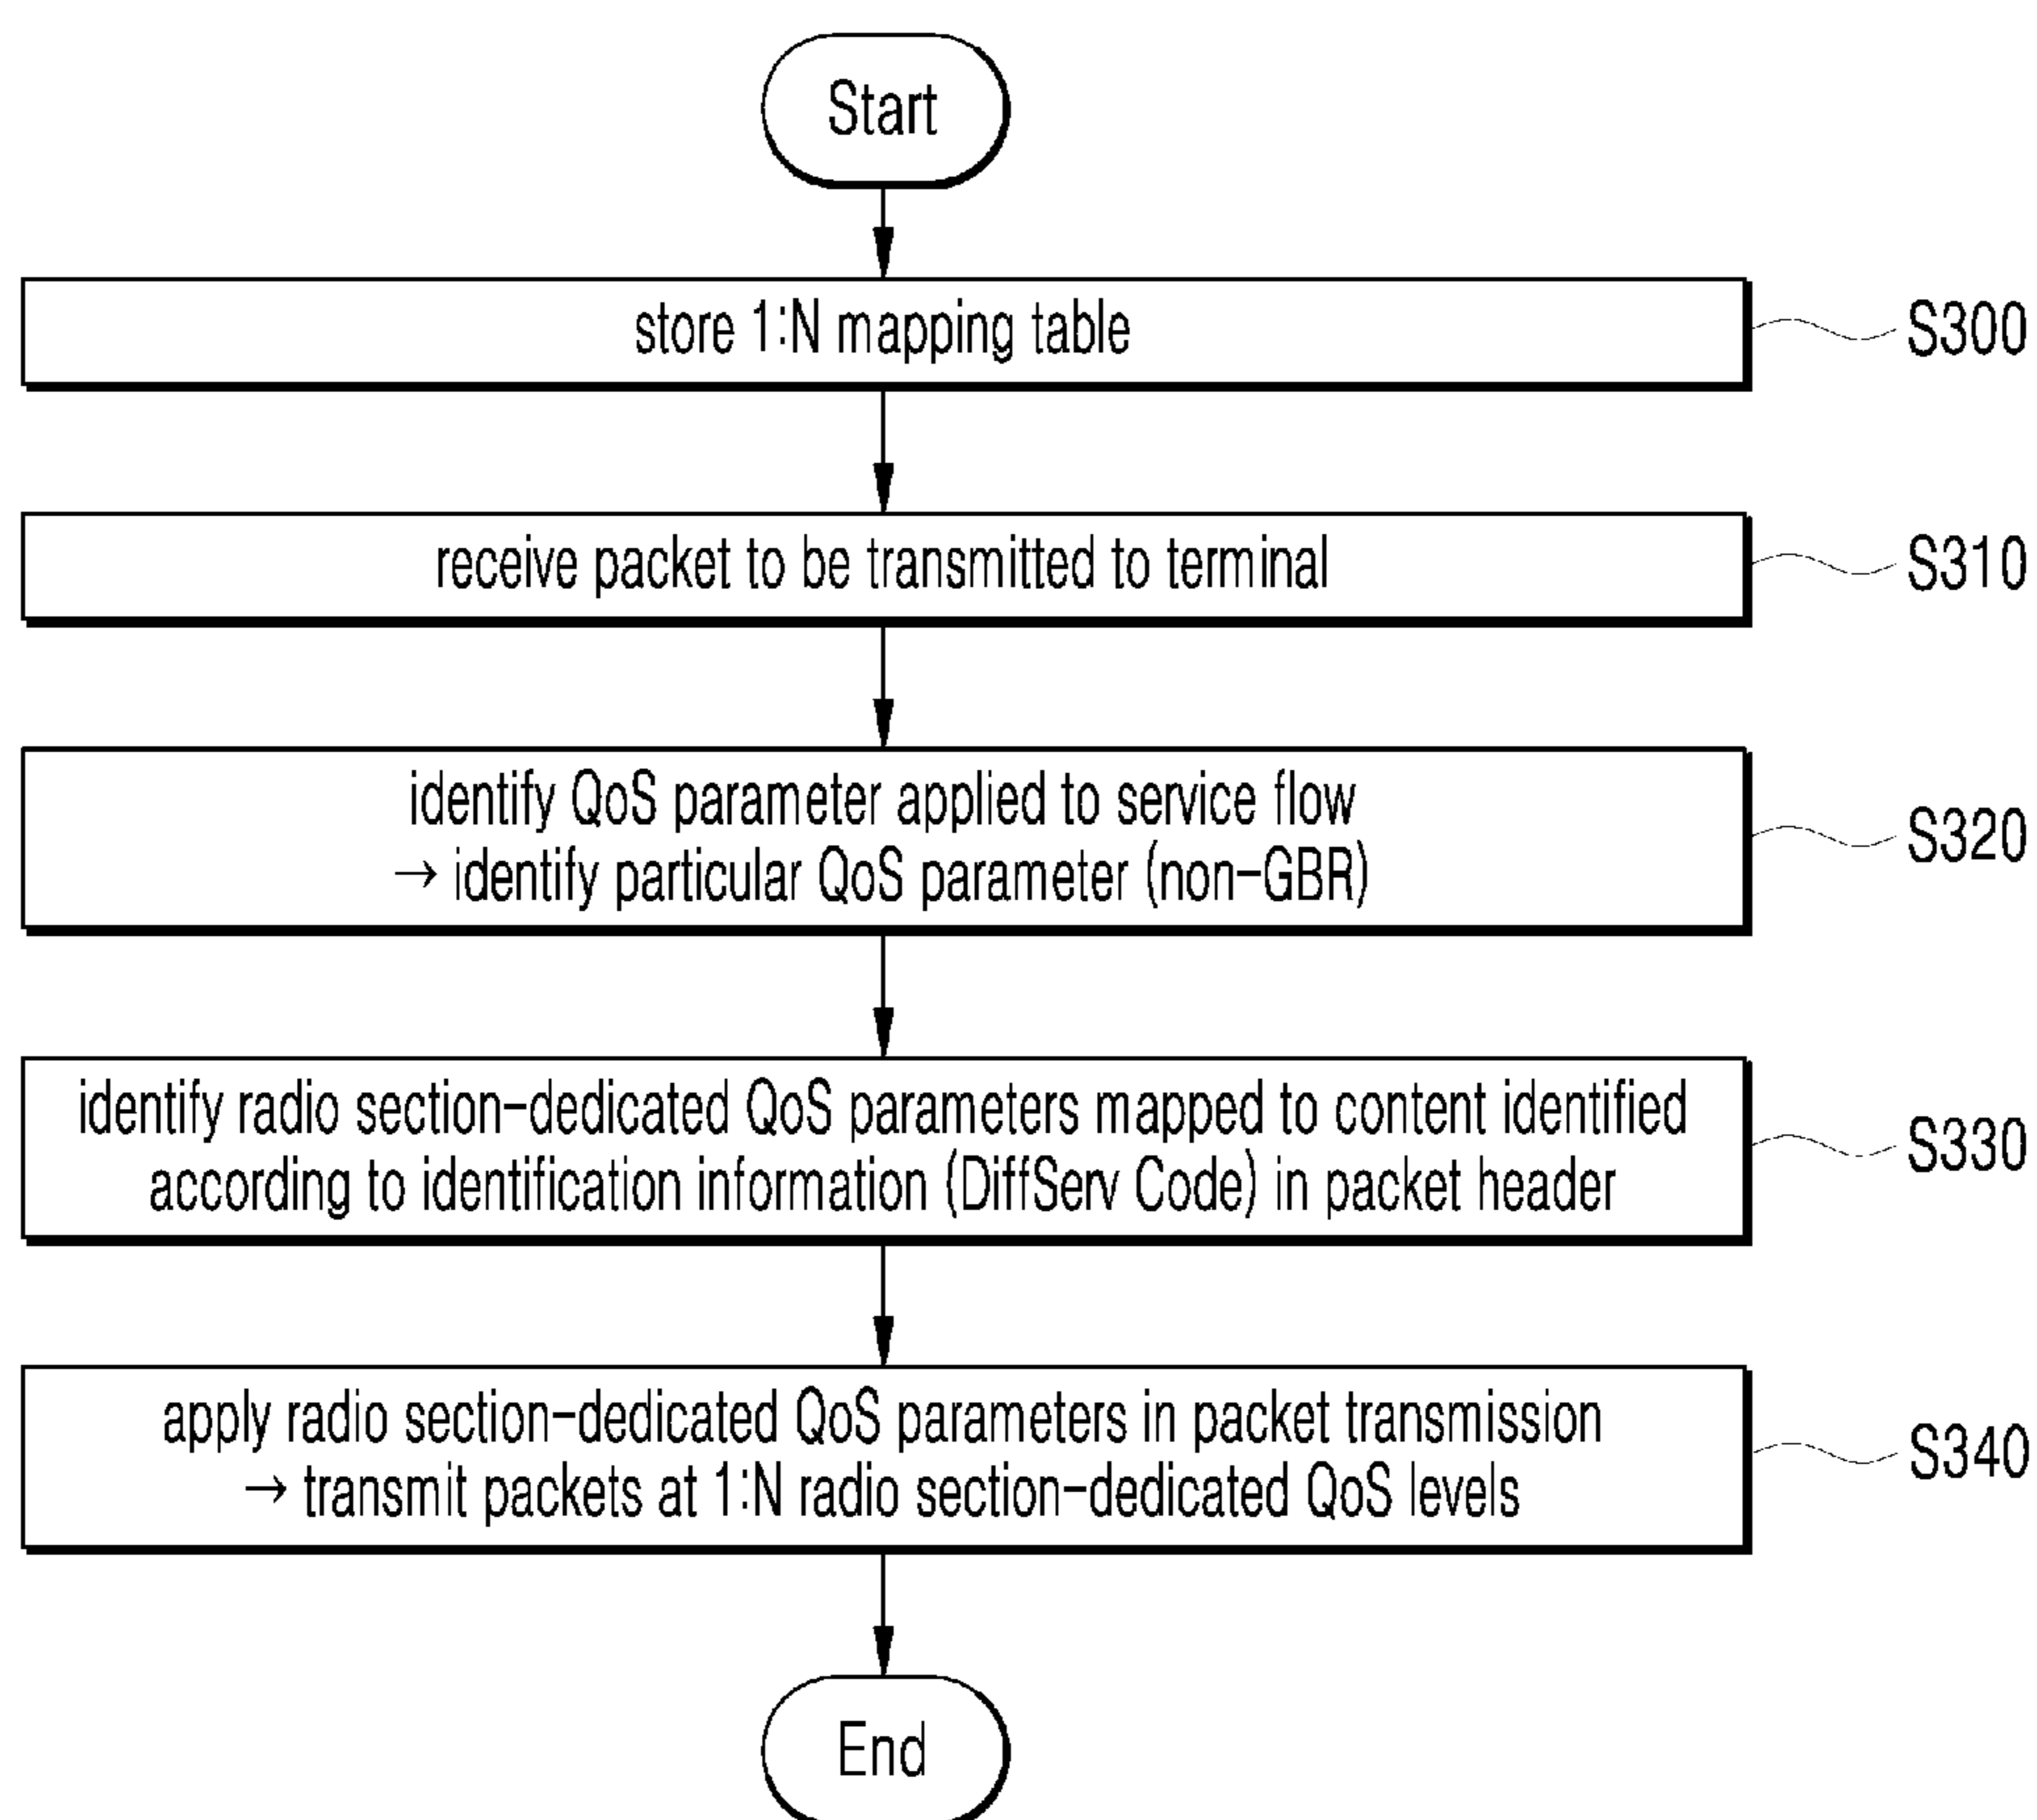 Start
store 1:N mapping table
S300
receive packet to be transmitted to terminal
S310
identify QoS parameter applied to service flow
→ identify particular QoS parameter (non-GBR)
S320
identify radio section-dedicated QoS parameters mapped to content identified
according to identification information (DiffServ Code) in packet header
S330
apply radio section-dedicated QoS parameters in packet transmission
→ transmit packets at 1:N radio section-dedicated QoS levels
S340
End